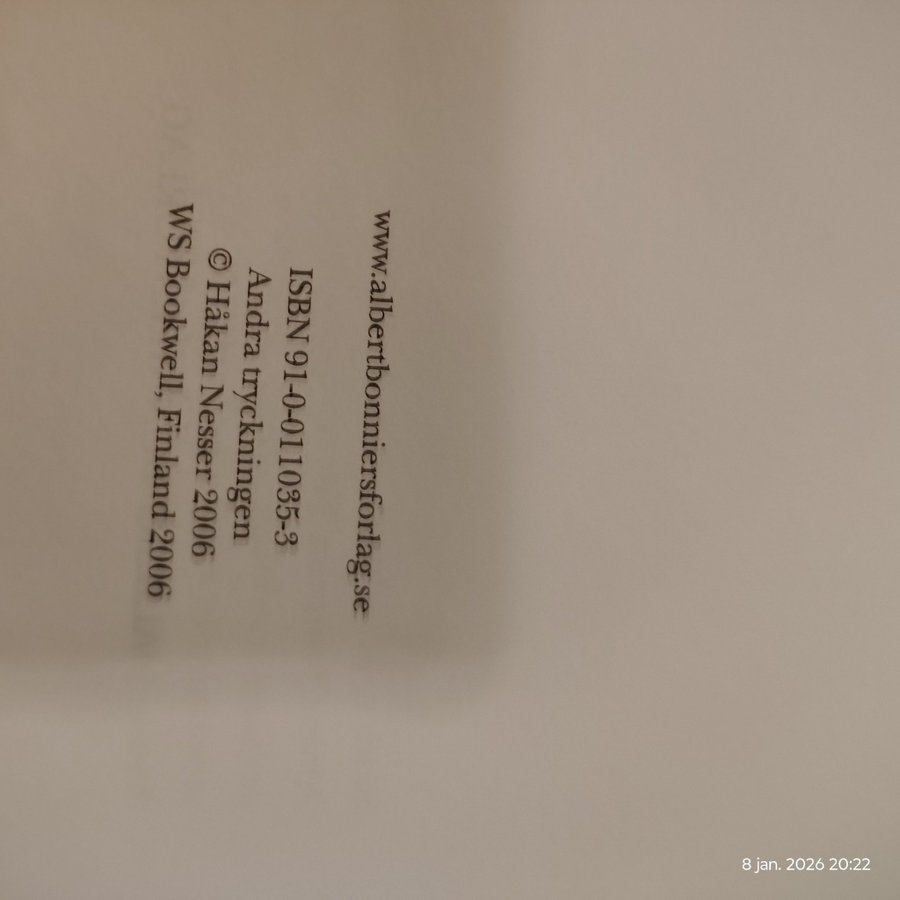 www.albertbonniersforlag.se
ISBN 91-0-011035-3
Andra tryckningen
© Håkan Nesser 2006
WS Bookwell, Finland 2006
8 jan. 2026 20:22